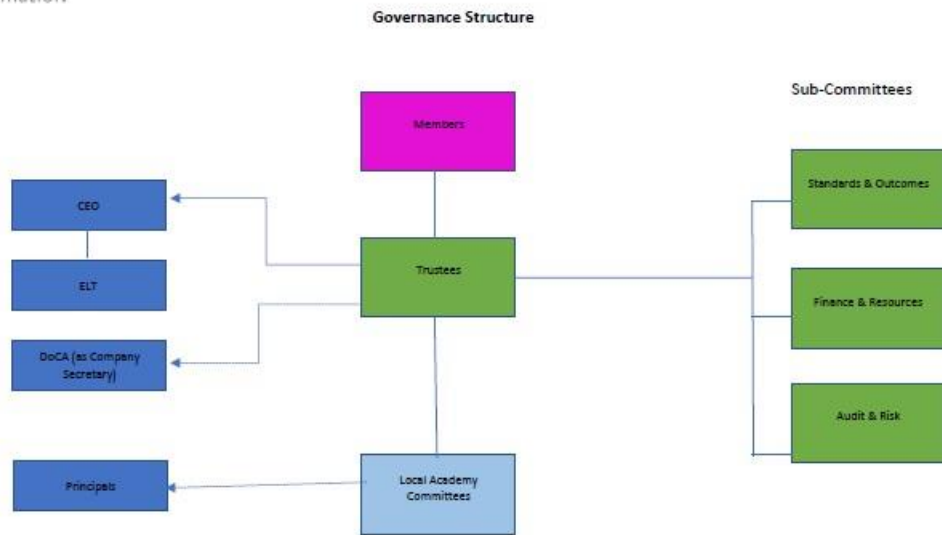 Governance Structure
Sub-Committees
Members
Standards & Outcomes
CEO
Trustees
ELT
Finance & Resources
DoCA (as Company
Secretary)
Audit & Risk
Principals
Local Academy
Committees